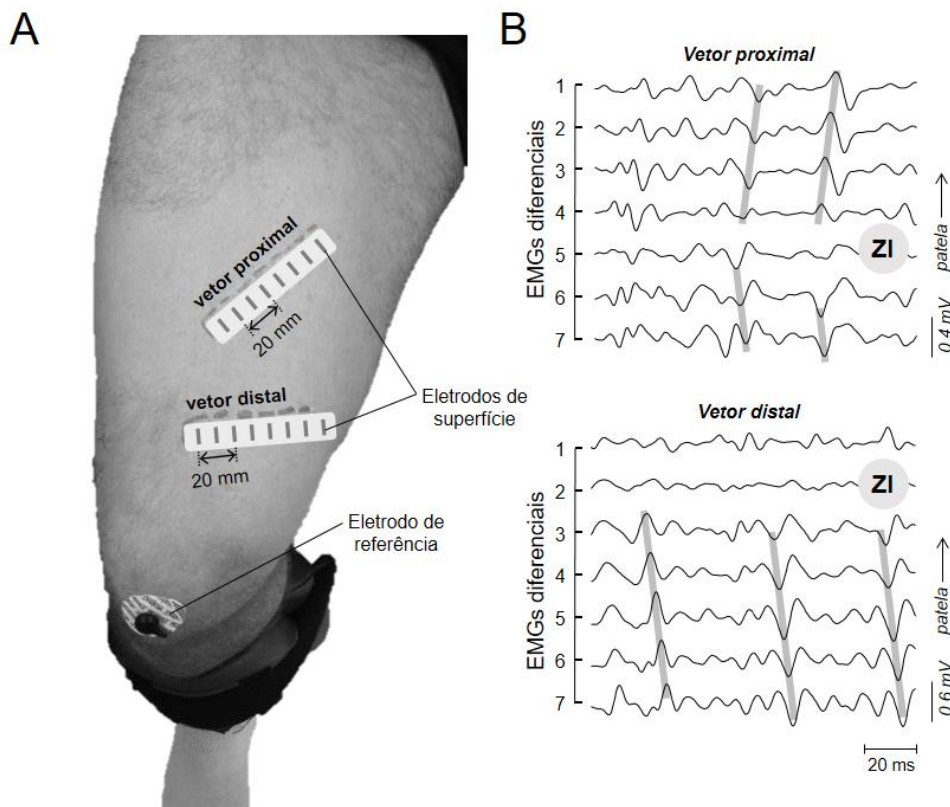 A
vetor proximal
20 mm
vetor distal
20 mm
Eletrodos de
superfície
Eletrodo de
referência
B
Vetor proximal
EMGs diferenciais
1
2
3
4
5
6
7
ZI
patela
0.4 mV
Vetor distal
EMGs diferenciais
1
2
3
4
5
6
7
ZI
patela
0.6 mV
20 ms